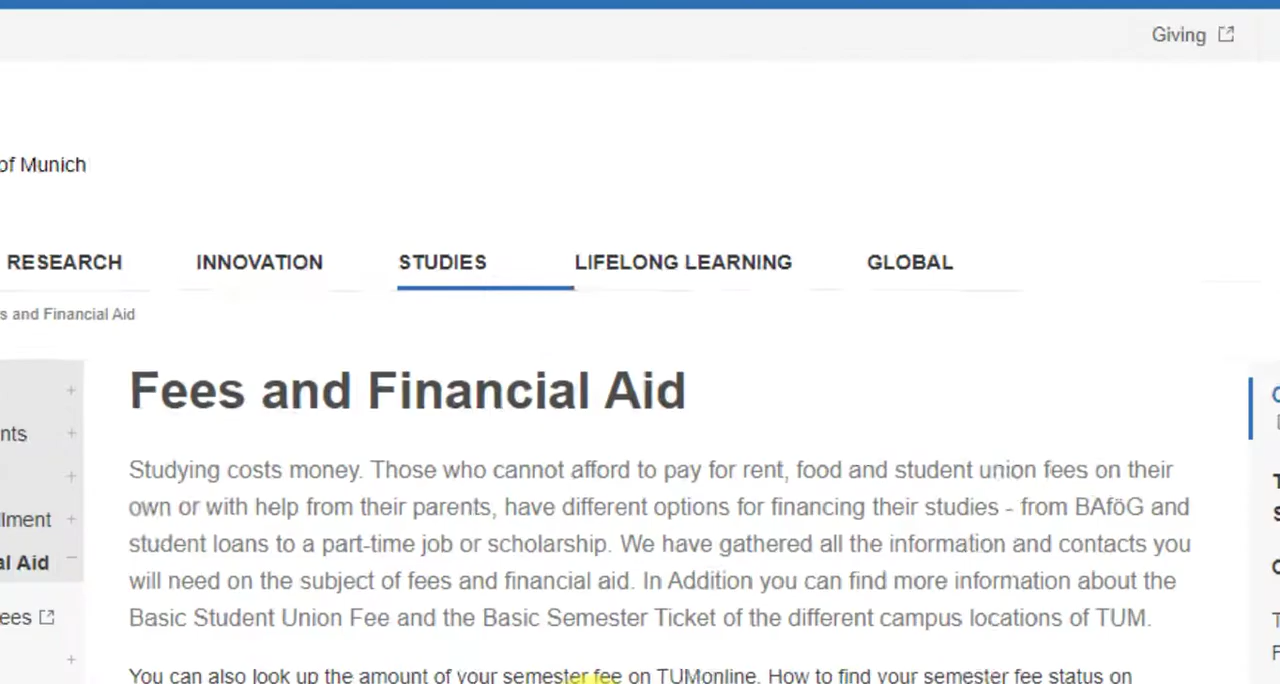 Giving
of Munich
RESEARCH INNOVATION STUDIES LIFELONG LEARNING GLOBAL
s and Financial Aid
Fees and Financial Aid
Studying costs money. Those who cannot afford to pay for rent, food and student union fees on their
own or with help from their parents, have different options for financing their studies - from BAföG and
student loans to a part-time job or scholarship. We have gathered all the information and contacts you
will need on the subject of fees and financial aid. In Addition you can find more information about the
Basic Student Union Fee and the Basic Semester Ticket of the different campus locations of TUM.
You can also look up the amount of your semester fee on TUMonline. How to find your semester fee status on
nts
llment
al Aid
ees